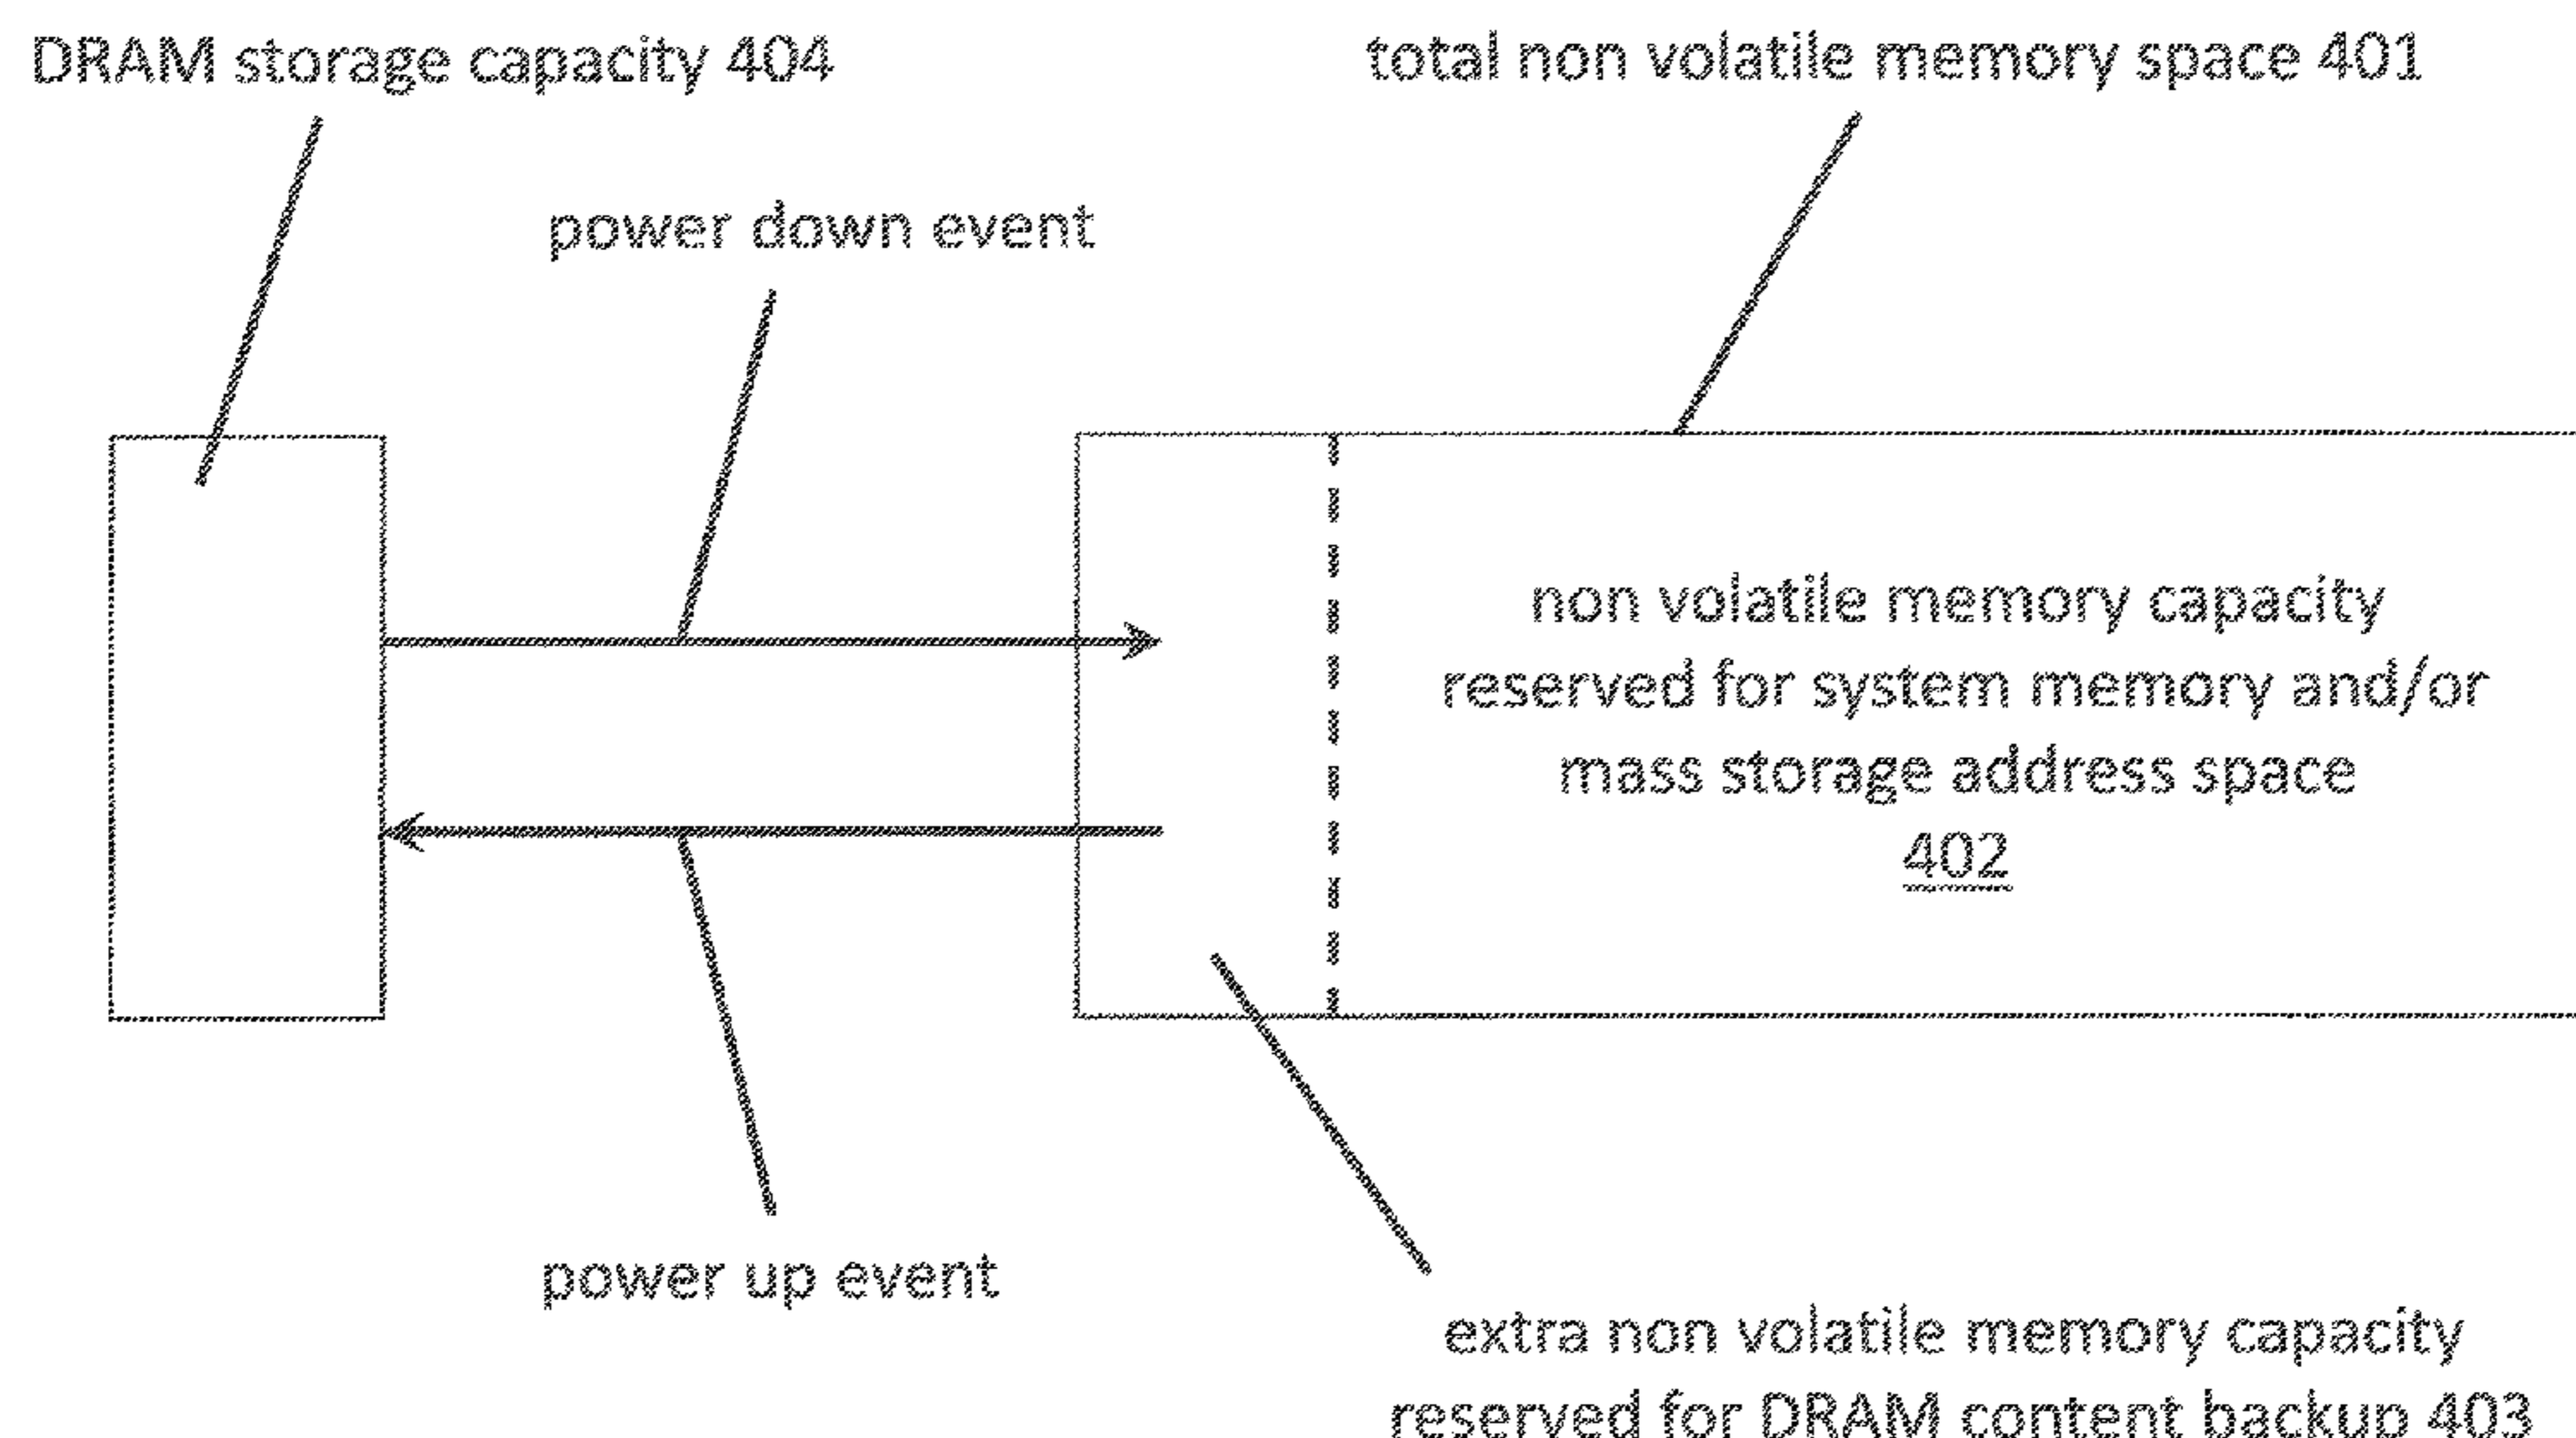 DRAM storage capacity 404
total non volatile memory space 401
power down event
non volatile memory capacity
reserved for system memory and/or
mass storage address space
402
power up event
extra non volatile memory capacity
reserved for DRAM content backup 403